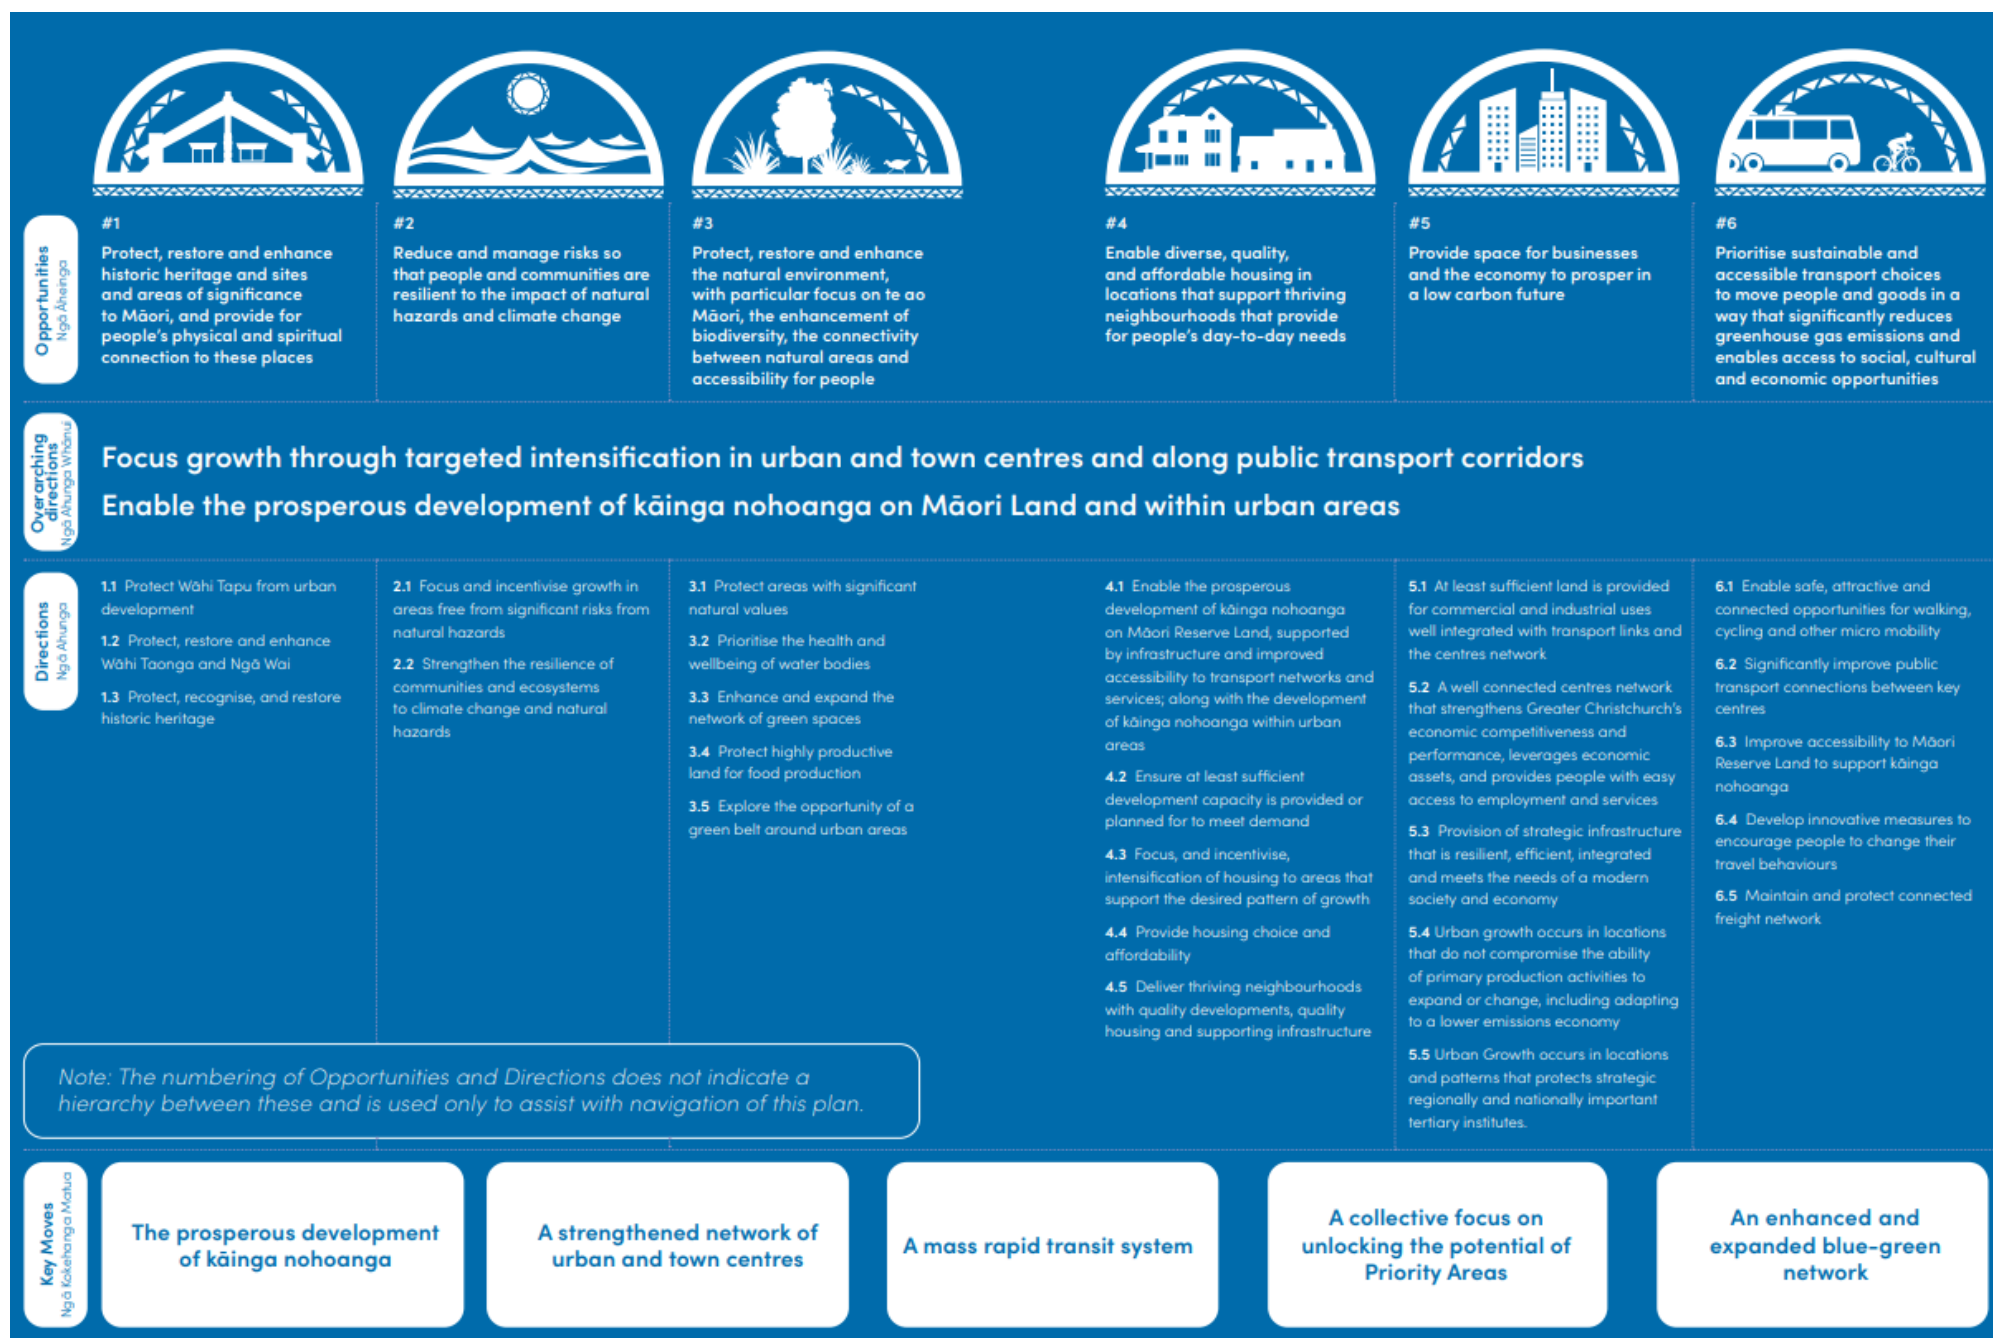 Opportunities
Ngā Āheinga
#1
Protect, restore and enhance
historic heritage and sites
and areas of significance
to Māori, and provide for
people's physical and spiritual
connection to these places
#2
Reduce and manage risks so
that people and communities are
resilient to the impact of natural
hazards and climate change
#3
Protect, restore and enhance
the natural environment,
with particular focus on te ao
Māori, the enhancement of
biodiversity, the connectivity
between natural areas and
accessibility for people
#4
Enable diverse, quality,
and affordable housing in
locations that support thriving
neighbourhoods that provide
for people's day-to-day needs
#5
Provide space for businesses
and the economy to prosper in
a low carbon future
#6
Prioritise sustainable and
accessible transport choices
to move people and goods in a
way that significantly reduces
greenhouse gas emissions and
enables access to social, cultural
and economic opportunities
Overarching
directions
Ngā Ahunga Whānui
Focus growth through targeted intensification in urban and town centres and along public transport corridors
Enable the prosperous development of kāinga nohoanga on Māori Land and within urban areas
Directions
Ngā Ahunga
1.1 Protect Wāhi Tapu from urban
development
1.2 Protect, restore and enhance
Wāhi Taonga and Ngā Wai
1.3 Protect, recognise, and restore
historic heritage
2.1 Focus and incentivise growth in
areas free from significant risks from
natural hazards
2.2 Strengthen the resilience of
communities and ecosystems
to climate change and natural
hazards
3.1 Protect areas with significant
natural values
3.2 Prioritise the health and
wellbeing of water bodies
3.3 Enhance and expand the
network of green spaces
3.4 Protect highly productive
land for food production
3.5 Explore the opportunity of a
green belt around urban areas
4.1 Enable the prosperous
development of kāinga nohoanga
on Māori Reserve Land, supported
by infrastructure and improved
accessibility to transport networks and
services; along with the development
of kāinga nohoanga within urban
areas
4.2 Ensure at least sufficient
development capacity is provided or
planned for to meet demand
4.3 Focus, and incentivise,
intensification of housing to areas that
support the desired pattern of growth
4.4 Provide housing choice and
affordability
4.5 Deliver thriving neighbourhoods
with quality developments, quality
housing and supporting infrastructure
5.1 At least sufficient land is provided
for commercial and industrial uses
well integrated with transport links and
the centres network
5.2 A well connected centres network
that strengthens Greater Christchurch's
economic competitiveness and
performance, leverages economic
assets, and provides people with easy
access to employment and services
5.3 Provision of strategic infrastructure
that is resilient, efficient, integrated
and meets the needs of a modern
society and economy
5.4 Urban growth occurs in locations
that do not compromise the ability
of primary production activities to
expand or change, including adapting
to a lower emissions economy
5.5 Urban Growth occurs in locations
and patterns that protects strategic
regionally and nationally important
tertiary institutes.
6.1 Enable safe, attractive and
connected opportunities for walking,
cycling and other micro mobility
6.2 Significantly improve public
transport connections between key
centres
6.3 Improve accessibility to Māori
Reserve Land to support kāinga
nohoanga
6.4 Develop innovative measures to
encourage people to change their
travel behaviours
6.5 Maintain and protect connected
freight network
Note: The numbering of Opportunities and Directions does not indicate a
hierarchy between these and is used only to assist with navigation of this plan.
Key Moves
Ngā Kokehanga Matua
The prosperous development
of kāinga nohoanga
A strengthened network of
urban and town centres
A mass rapid transit system
A collective focus on
unlocking the potential of
Priority Areas
An enhanced and
expanded blue-green
network